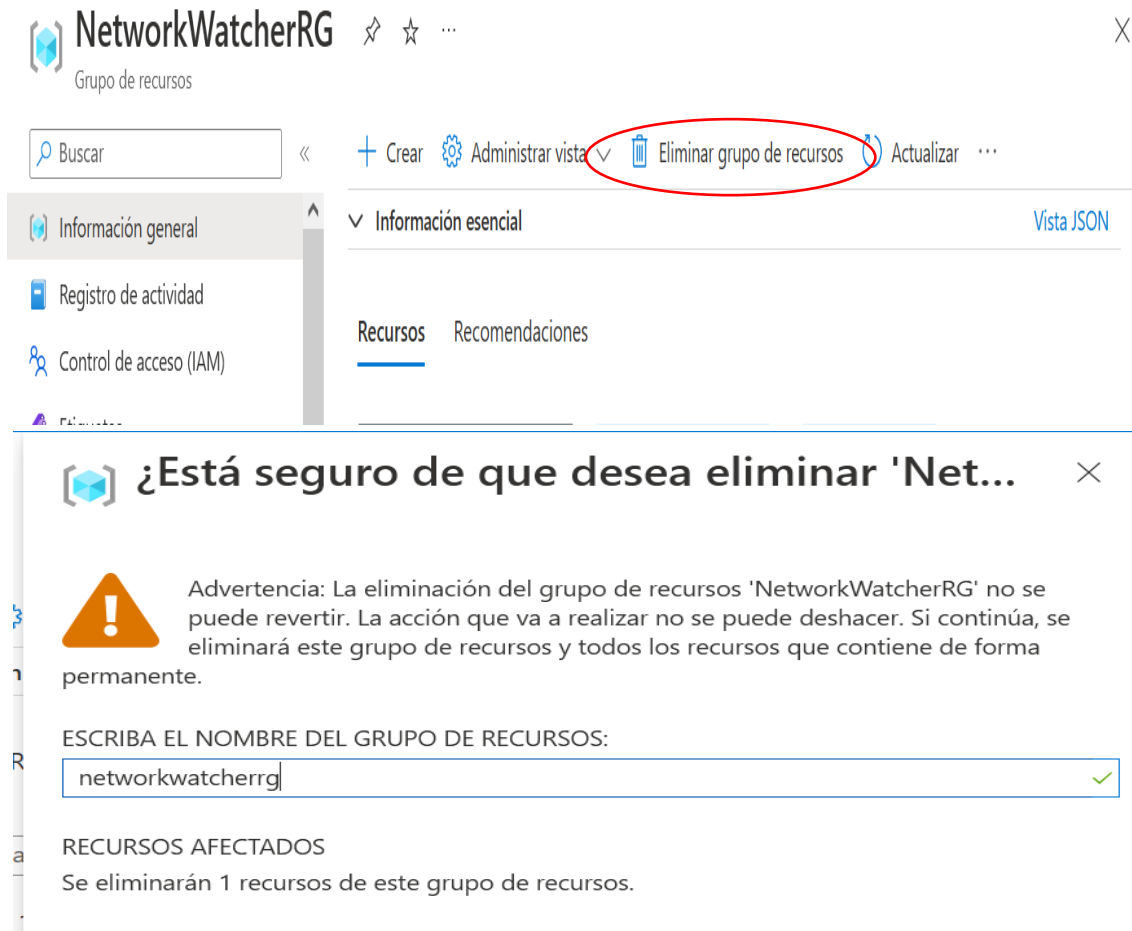 NetworkWatcherRG
Grupo de recursos
Buscar
Crear Administrar vista Eliminar grupo de recursos Actualizar
Información general
Información esencial Vista JSON
Registro de actividad
Recursos Recomendaciones
Control de acceso (IAM)
¿Está seguro de que desea eliminar 'Net...
Advertencia: La eliminación del grupo de recursos 'NetworkWatcherRG' no se
puede revertir. La acción que va a realizar no se puede deshacer. Si continúa, se
eliminará este grupo de recursos y todos los recursos que contiene de forma
permanente.
ESCRIBA EL NOMBRE DEL GRUPO DE RECURSOS:
networkwatcherrg
RECURSOS AFECTADOS
Se eliminarán 1 recursos de este grupo de recursos.